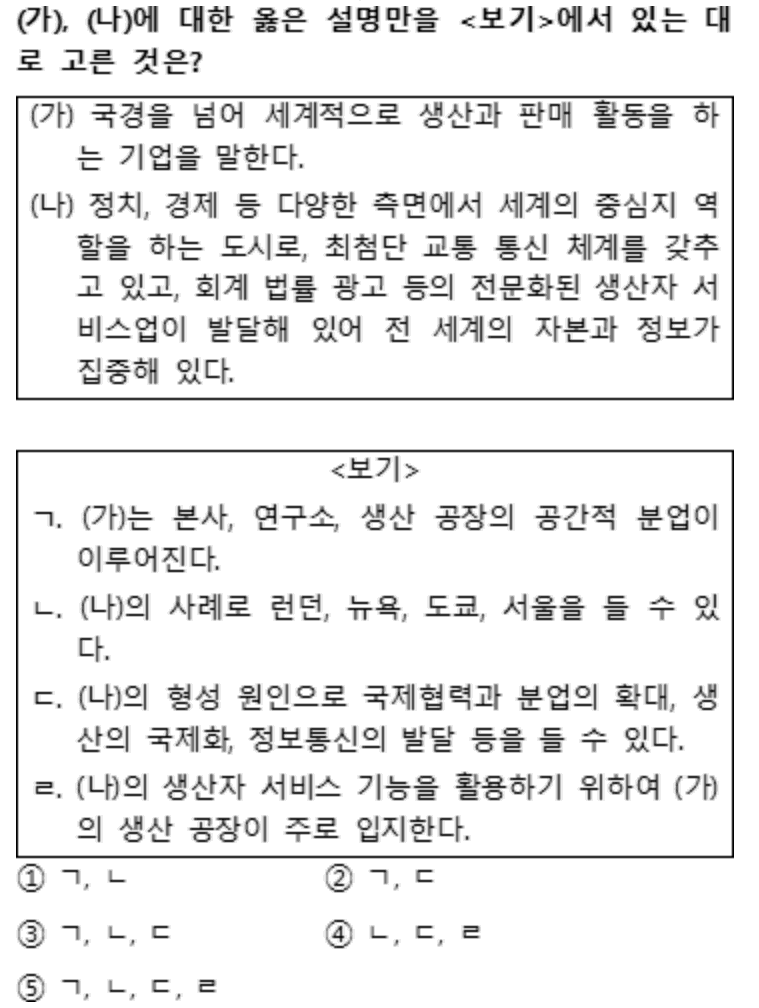 (가), (나)에 대한 옳은 설명만을 <보기>에서 있는 대
로 고른 것은?
(가) 국경을 넘어 세계적으로 생산과 판매 활동을 하
는 기업을 말한다.
(나) 정치, 경제 등 다양한 측면에서 세계의 중심지 역
할을 하는 도시로, 최첨단 교통 통신 체계를 갖추
고 있고, 회계 법률 광고 등의 전문화된 생산자 서
비스업이 발달해 있어 전 세계의 자본과 정보가
집중해 있다.
<보기>
ㄱ. (가)는 본사, 연구소, 생산 공장의 공간적 분업이
이루어진다.
ㄴ. (나)의 사례로 런던, 뉴욕, 도쿄, 서울을 들 수 있
다.
ㄷ. (나)의 형성 원인으로 국제협력과 분업의 확대, 생
산의 국제화, 정보통신의 발달 등을 들 수 있다.
ㄹ. (나)의 생산자 서비스 기능을 활용하기 위하여 (가)
의 생산 공장이 주로 입지한다.
① ㄱ, ㄴ ② ㄱ, ㄷ
③ ㄱ, ㄴ, ㄷ ④ ㄴ, ㄷ, ㄹ
⑤ ㄱ, ㄴ, ㄷ, ㄹ